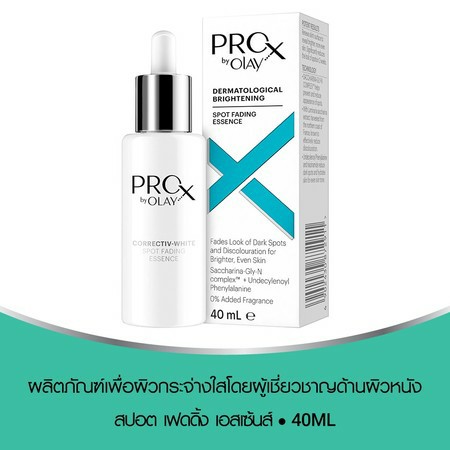 PROX
by OLAY
DERMATOLOGICAL
BRIGHTENING
SPOT FADING
ESSENCE
Fades Look of Dark Spots
and Discolouration for
Brighter, Even Skin
Saccharina-Gly-N
complex™ + Undecylenoyl
Phenylalanine
0% Added Fragrance
40 mL e
PROX
by OLAY
CORRECTIV-WHITE
SPOT FADING
ESSENCE
ผลิตภัณฑ์เพื่อผิวกระจ่างใสโดยผู้เชี่ยวชาญด้านผิวหนัง
สปอต เฟดดิ้ง เอสเซ้นส์ • 40ML